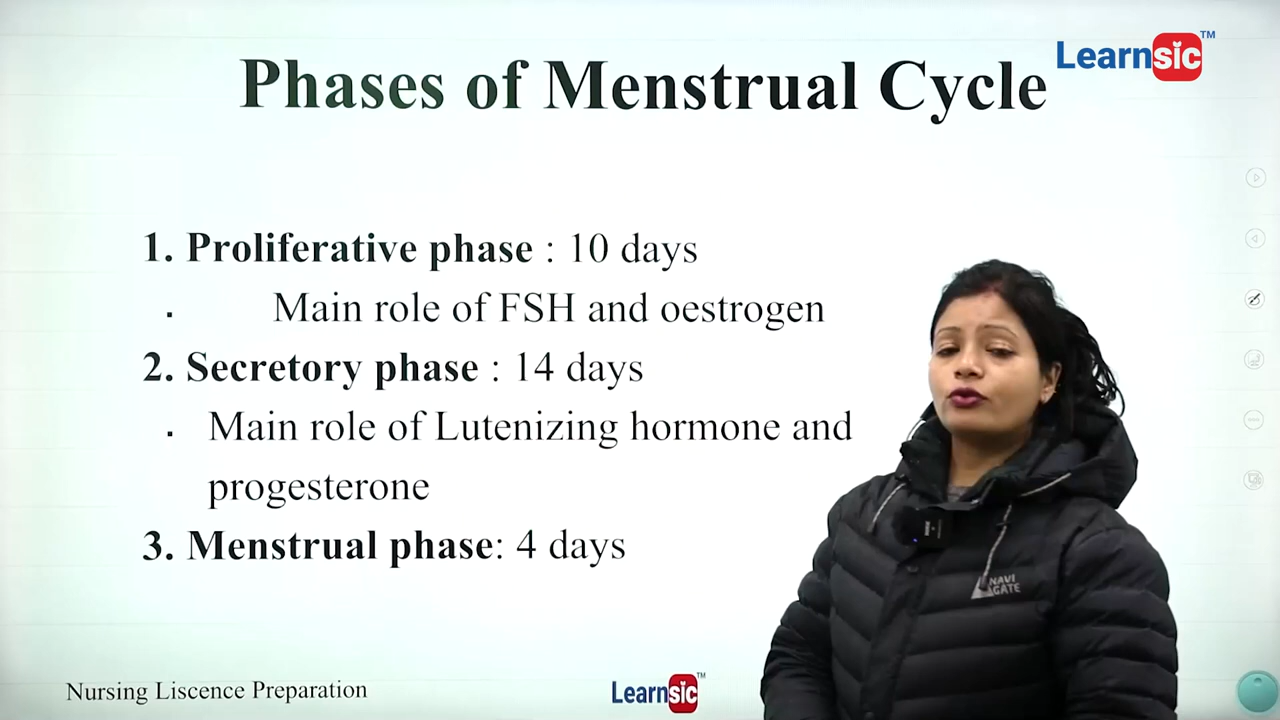 LearnsicTM
Phases of Menstrual Cycle
1. Proliferative phase : 10 days
▪ Main role of FSH and oestrogen
2. Secretory phase : 14 days
▪ Main role of Lutenizing hormone and
progesterone
3. Menstrual phase: 4 days
NAVI
GATE
Nursing Liscence Preparation
LearnsicTM